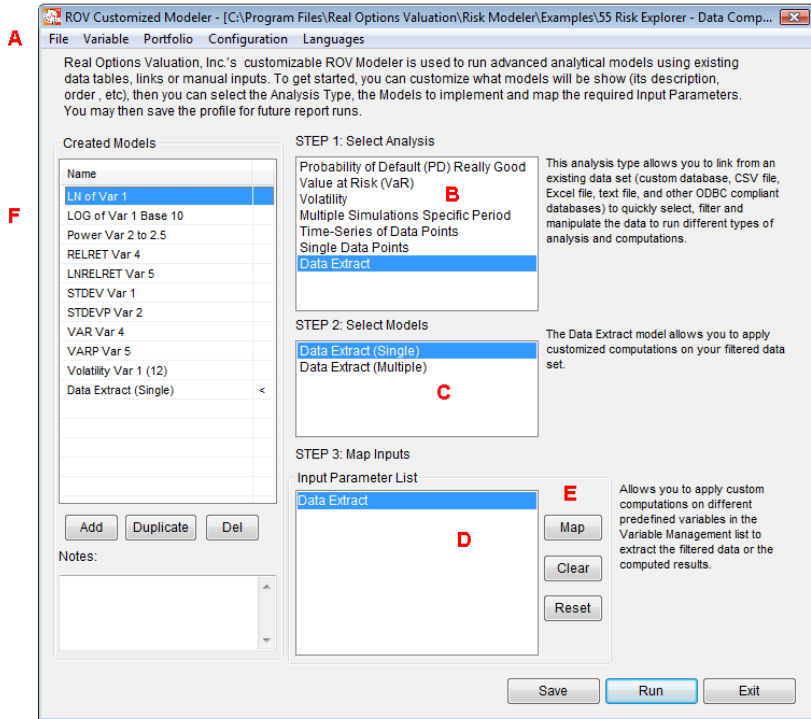 ROV Customized Modeler - [C:\Program Files\Real Options Valuation\Risk Modeler\Examples\55 Risk Explorer - Data Comp...
A
File Variable Portfolio Configuration Languages
Real Options Valuation, Inc.'s customizable ROV Modeler is used to run advanced analytical models using existing
data tables, links or manual inputs. To get started, you can customize what models will be show (its description,
order , etc), then you can select the Analysis Type, the Models to implement and map the required Input Parameters.
You may then save the profile for future report runs.
Created Models
Name
LN of Var 1
F
LOG of Var 1 Base 10
Power Var 2 to 2.5
RELRET Var 4
LNRELRET Var 5
STDEV Var 1
STDEVP Var 2
VAR Var 4
VARP Var 5
Volatility Var 1 (12)
Data Extract (Single) <
Add Duplicate Del
Notes:
STEP 1: Select Analysis
Probability of Default (PD) Really Good
Value at Risk (VaR)
B
Volatility
Multiple Simulations Specific Period
Time-Series of Data Points
Single Data Points
Data Extract
This analysis type allows you to link from an
existing data set (custom database, CSV file,
Excel file, text file, and other ODBC compliant
databases) to quickly select, filter and
manipulate the data to run different types of
analysis and computations.
STEP 2: Select Models
Data Extract (Single)
Data Extract (Multiple)
C
The Data Extract model allows you to apply
customized computations on your filtered data
set.
STEP 3: Map Inputs
Input Parameter List
Data Extract
D
E
Map
Clear
Reset
Allows you to apply custom
computations on different
predefined variables in the
Variable Management list to
extract the filtered data or the
computed results.
Save Run Exit